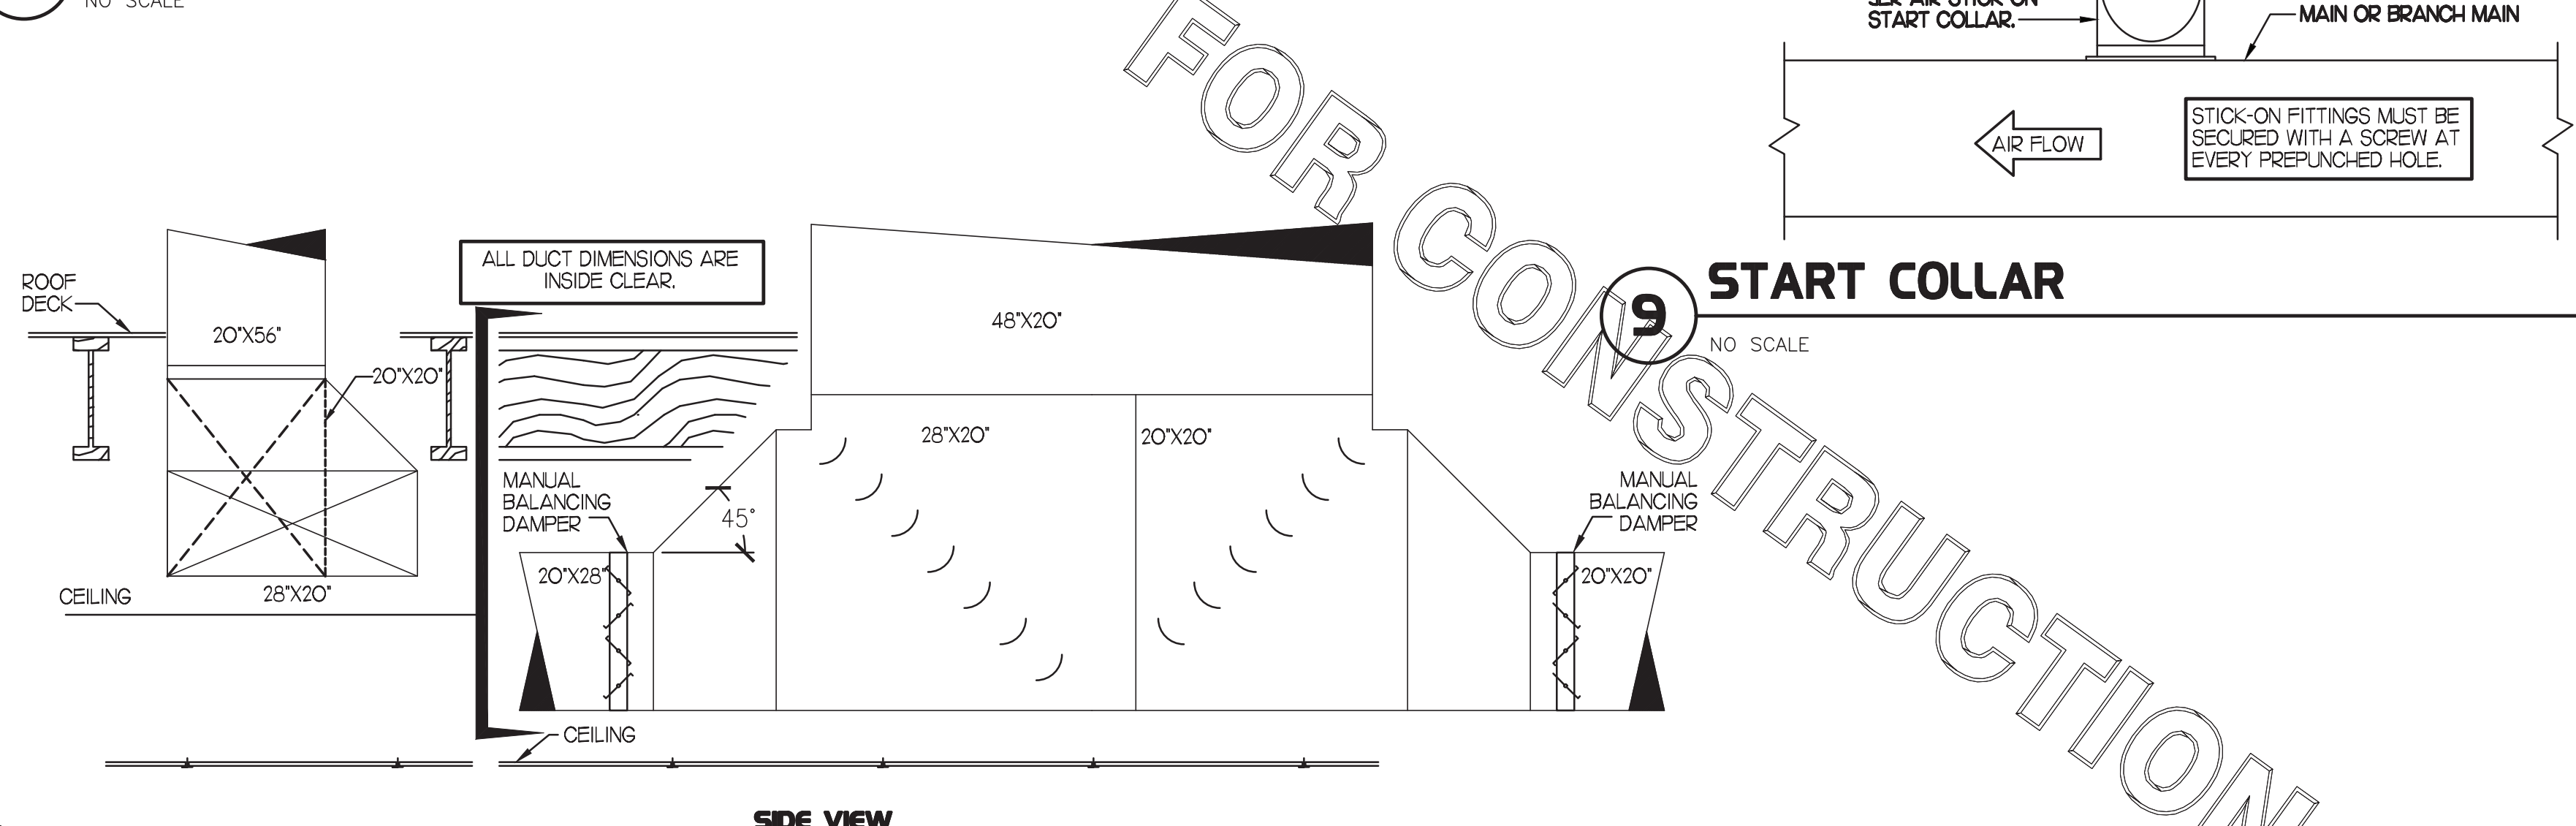 NO SCALE
START COLLAR.
MAIN OR BRANCH MAIN
AIR FLOW
STICK-ON FITTINGS MUST BE
SECURED WITH A SCREW AT
EVERY PREPUNCHED HOLE.
9
START COLLAR
NO SCALE
FOR CONSTRUCTION
ROOF
DECK
20"X56"
20"X20"
28"X20"
CEILING
ALL DUCT DIMENSIONS ARE
INSIDE CLEAR.
48"X20"
28"X20"
20"X20"
MANUAL
BALANCING
DAMPER
45°
20"X28"
MANUAL
BALANCING
DAMPER
20"X20"
CEILING
SIDE VIEW